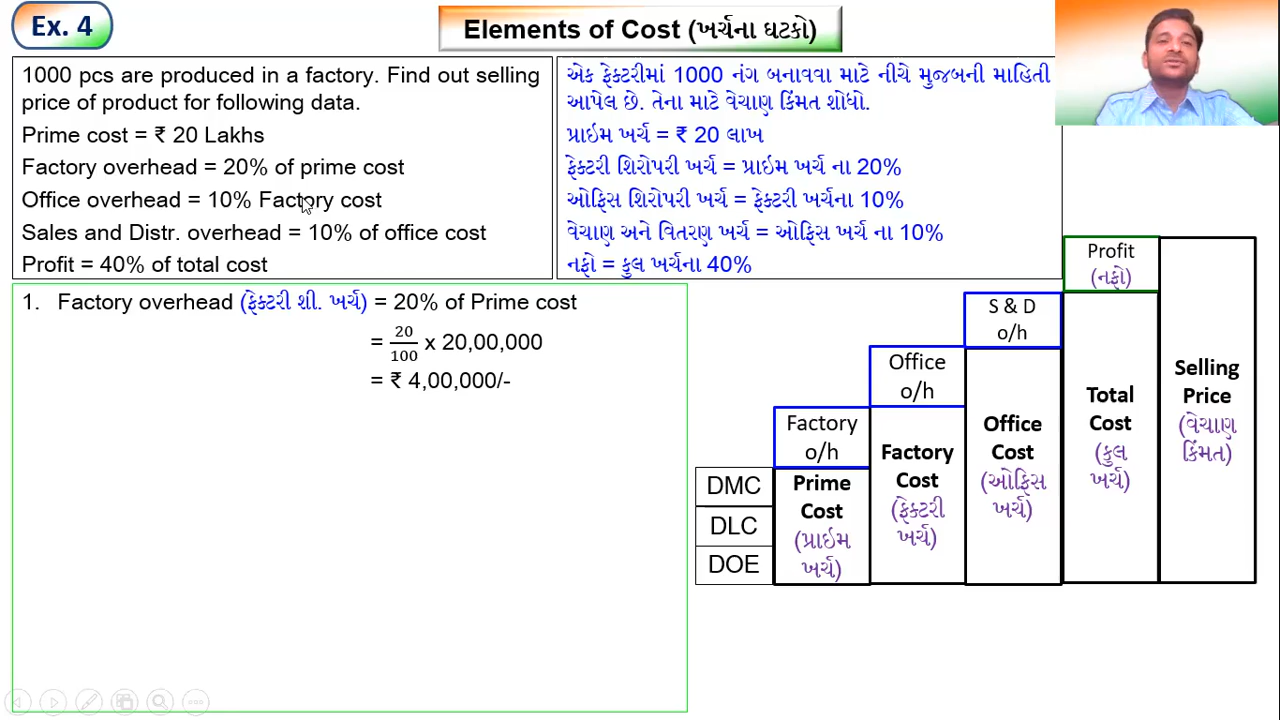 Ex. 4
Elements of Cost (ખર્ચના ઘટકો)
1000 pcs are produced in a factory. Find out selling
price of product for following data.
Prime cost = ₹ 20 Lakhs
Factory overhead = 20% of prime cost
Office overhead = 10% Factory cost
Sales and Distr. overhead = 10% of office cost
Profit = 40% of total cost
એક ફેક્ટરીમાં 1000 નંગ બનાવવા માટે નીચે મુજબની માહિતી
આપેલ છે. તેના માટે વેચાણ કિંમત શોધો.
પ્રાઇમ ખર્ચ = ₹ 20 લાખ
ફેક્ટરી શિરોપરી ખર્ચ = પ્રાઇમ ખર્ચ ના 20%
ઓફિસ શિરોપરી ખર્ચ = ફેક્ટરી ખર્ચના 10%
વેચાણ અને વિતરણ ખર્ચ = ઓફિસ ખર્ચ ના 10%
નફો = કુલ ખર્ચના 40%
1. Factory overhead (ફેક્ટરી શી. ખર્ચ) = 20% of Prime cost
= 20/100 x 20,00,000
= ₹ 4,00,000/-
DMC
DLC
DOE
Factory
o/h
Prime
Cost
(પ્રાઇમ
ખર્ચ)
Office
o/h
Factory
Cost
(ફેક્ટરી
ખર્ચ)
S & D
o/h
Office
Cost
(ઓફિસ
ખર્ચ)
Profit
(નફો)
Total
Cost
(કુલ
ખર્ચ)
Selling
Price
(વેચાણ
કિંમત)